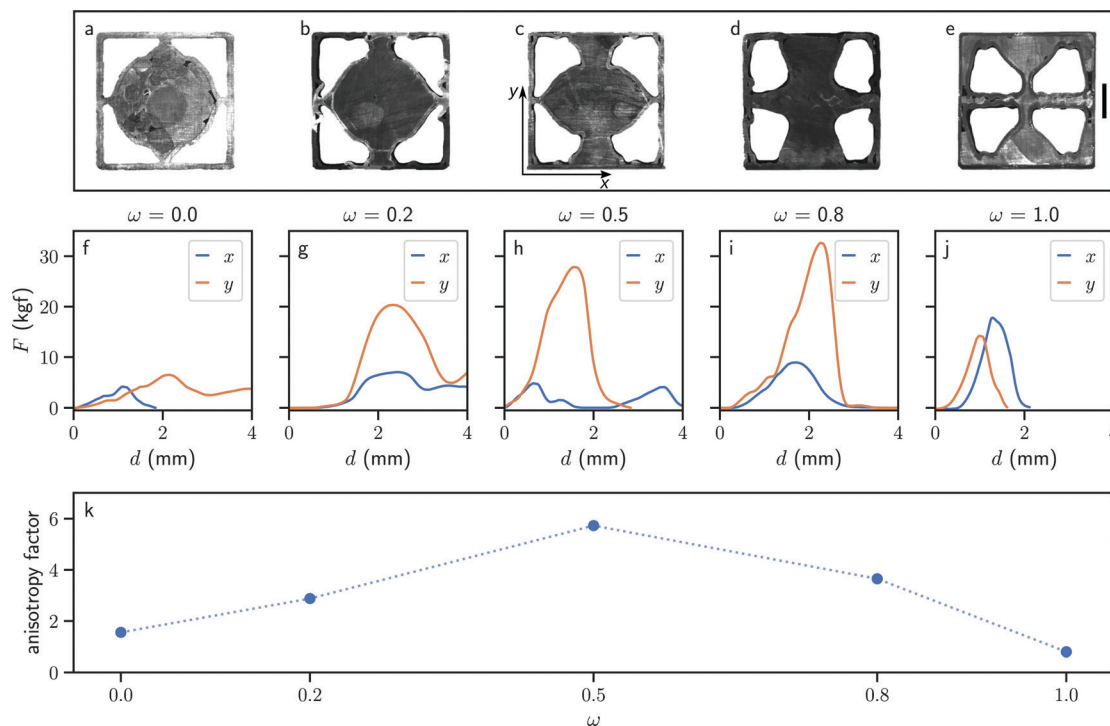 a b c d e
y
x
ω = 0.0 ω = 0.2 ω = 0.5 ω = 0.8 ω = 1.0
f g h i j
x x x x x
y y y y y
F (kgf)
30
20
10
0
0 2 4 0 2 4 0 2 4 0 2 4 0 2
d (mm) d (mm) d (mm) d (mm) d (mm)
k
anisotropy factor
6
4
2
0
0.0 0.2 0.5 0.8 1.0
ω